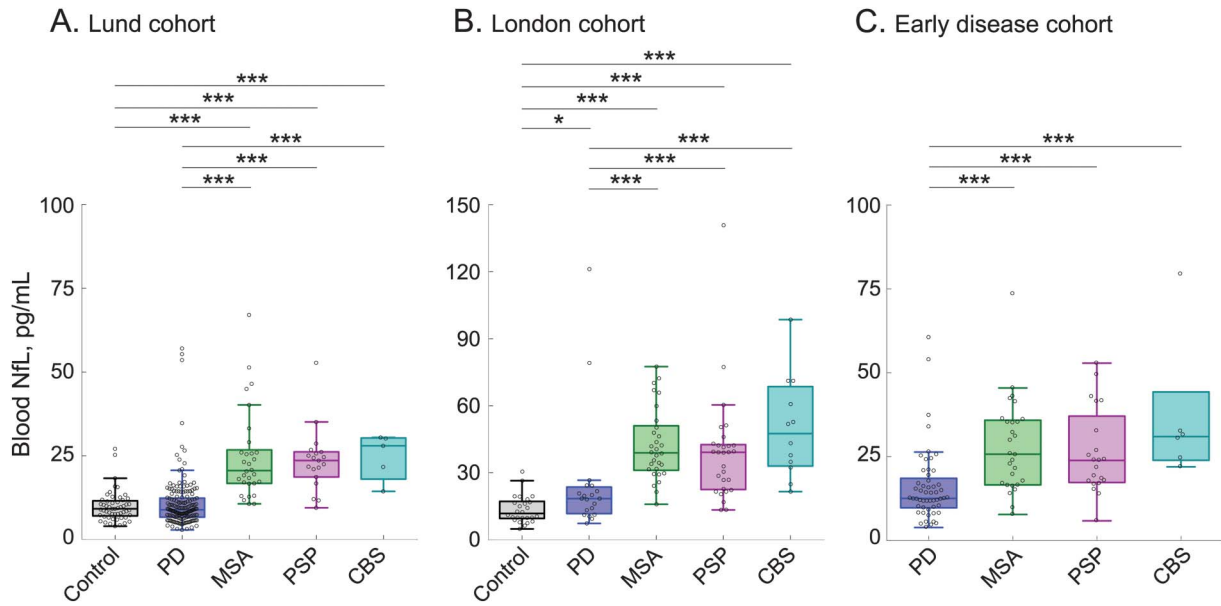 A. Lund cohort
B. London cohort
C. Early disease cohort
***
***
***
***
***
***
***
***
***
*
***
***
***
***
***
***
Blood NfL, pg/mL
100
75
50
25
0
Control
PD
MSA
PSP
CBS
150
120
90
60
30
0
Control
PD
MSA
PSP
CBS
100
75
50
25
0
PD
MSA
PSP
CBS